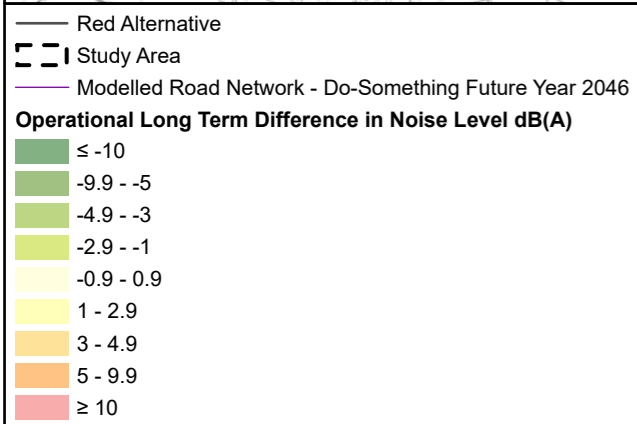 Red Alternative
Study Area
Modelled Road Network - Do-Something Future Year 2046
Operational Long Term Difference in Noise Level dB(A)
≤ -10
-9.9 - -5
-4.9 - -3
-2.9 - -1
-0.9 - 0.9
1 - 2.9
3 - 4.9
5 - 9.9
≥ 10